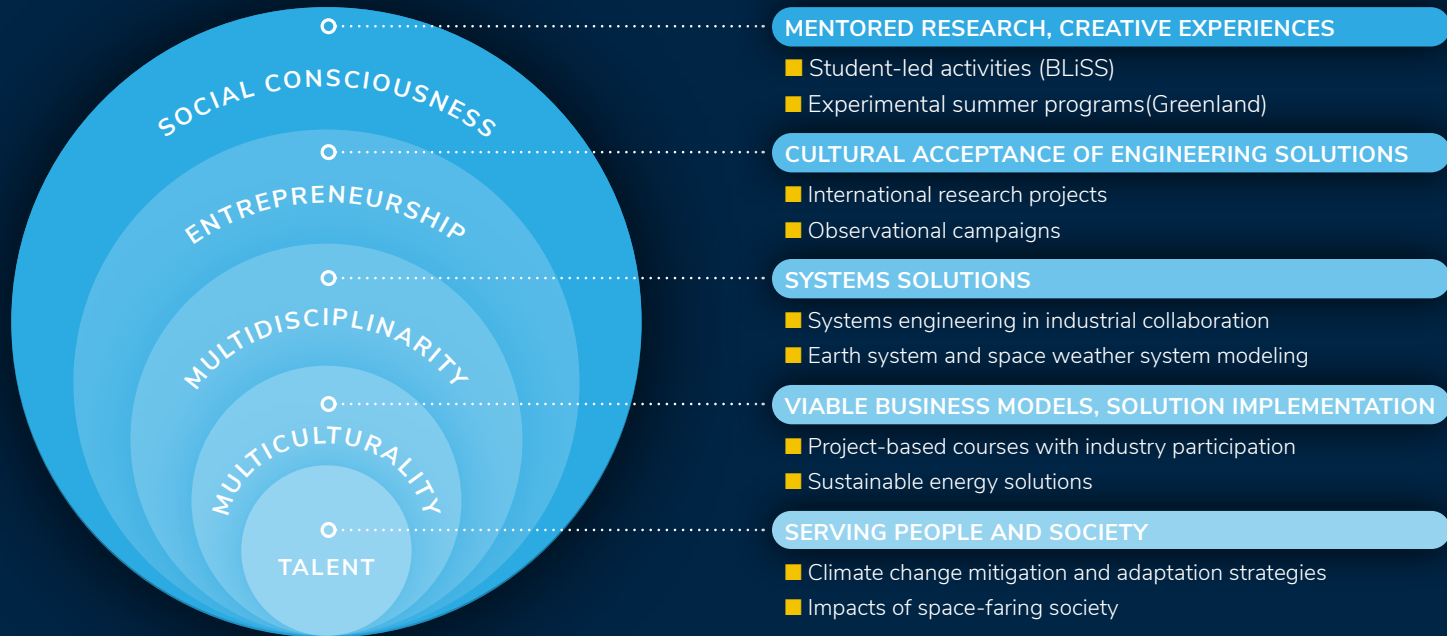 SOCIAL CONSCIOUSNESS
ENTREPRENEURSHIP
MULTIDISCIPLINARITY
MULTICULTURALITY
TALENT
MENTORED RESEARCH, CREATIVE EXPERIENCES
Student-led activities (BLiSS)
Experimental summer programs(Greenland)
CULTURAL ACCEPTANCE OF ENGINEERING SOLUTIONS
International research projects
Observational campaigns
SYSTEMS SOLUTIONS
Systems engineering in industrial collaboration
Earth system and space weather system modeling
VIABLE BUSINESS MODELS, SOLUTION IMPLEMENTATION
Project-based courses with industry participation
Sustainable energy solutions
SERVING PEOPLE AND SOCIETY
Climate change mitigation and adaptation strategies
Impacts of space-faring society